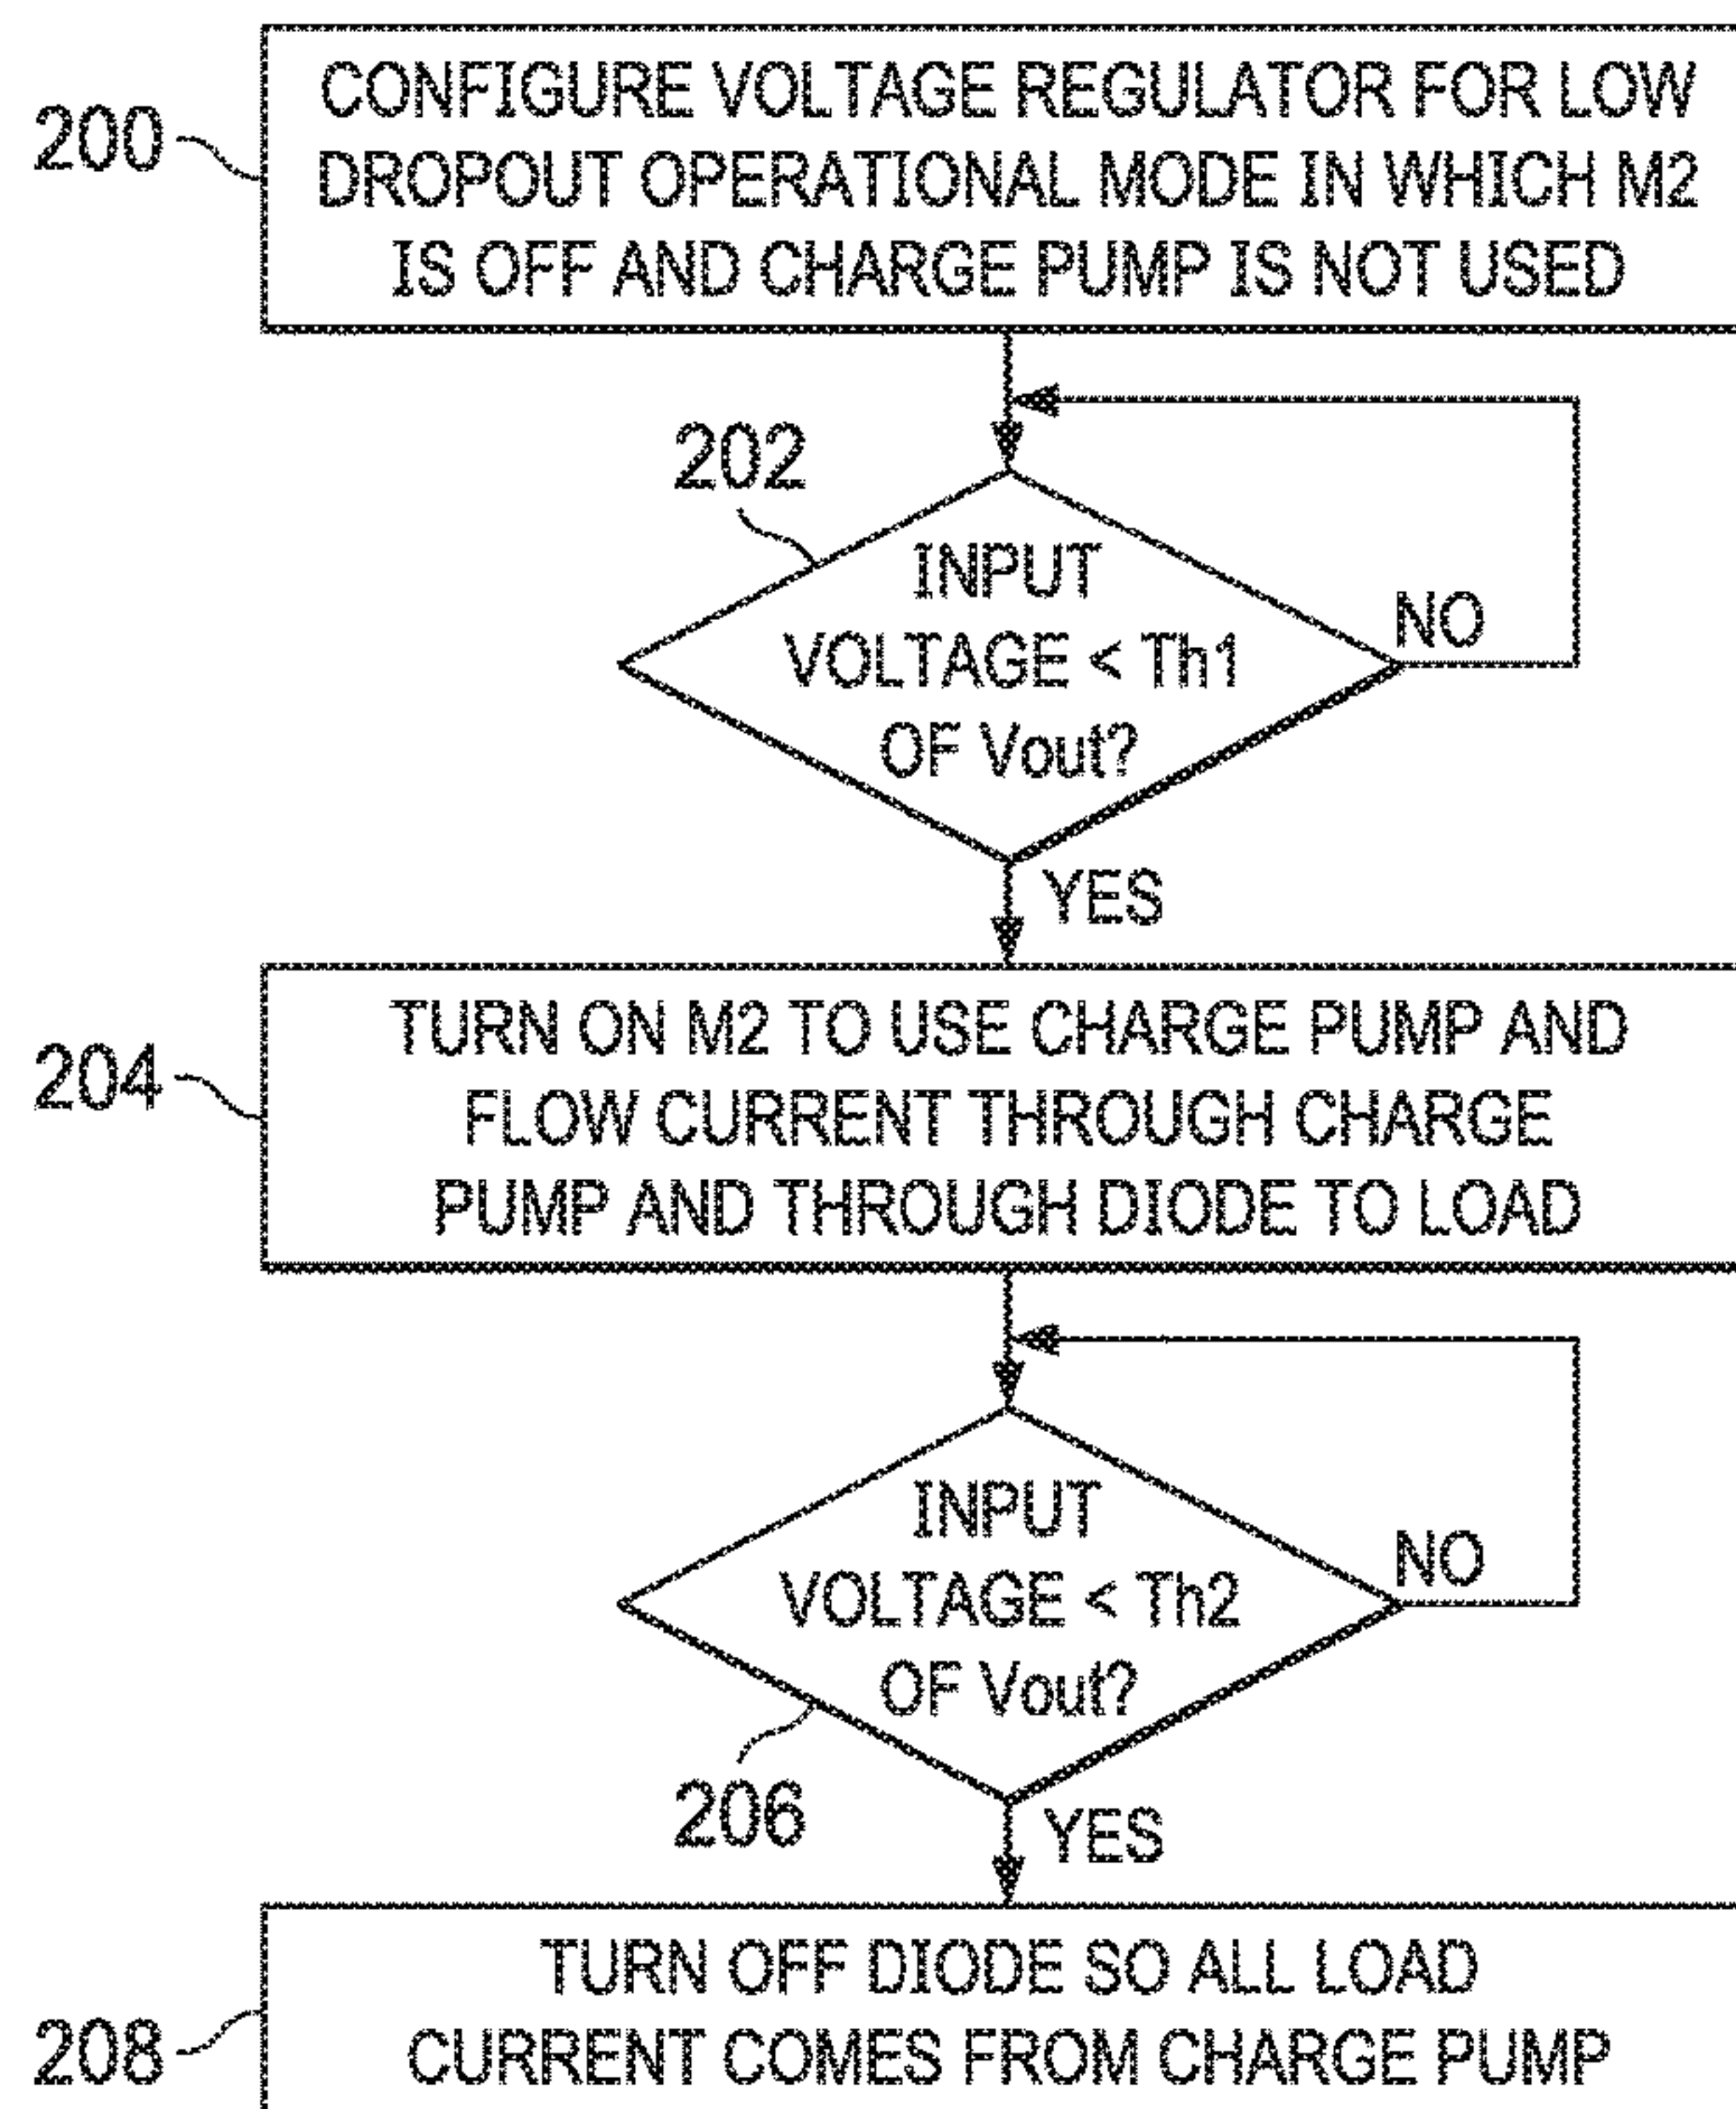 200
CONFIGURE VOLTAGE REGULATOR FOR LOW
DROPOUT OPERATIONAL MODE IN WHICH M2
IS OFF AND CHARGE PUMP IS NOT USED
202
INPUT
VOLTAGE < Th1
OF Vout?
NO
YES
204
TURN ON M2 TO USE CHARGE PUMP AND
FLOW CURRENT THROUGH CHARGE
PUMP AND THROUGH DIODE TO LOAD
INPUT
VOLTAGE < Th2
OF Vout?
NO
206
YES
208
TURN OFF DIODE SO ALL LOAD
CURRENT COMES FROM CHARGE PUMP